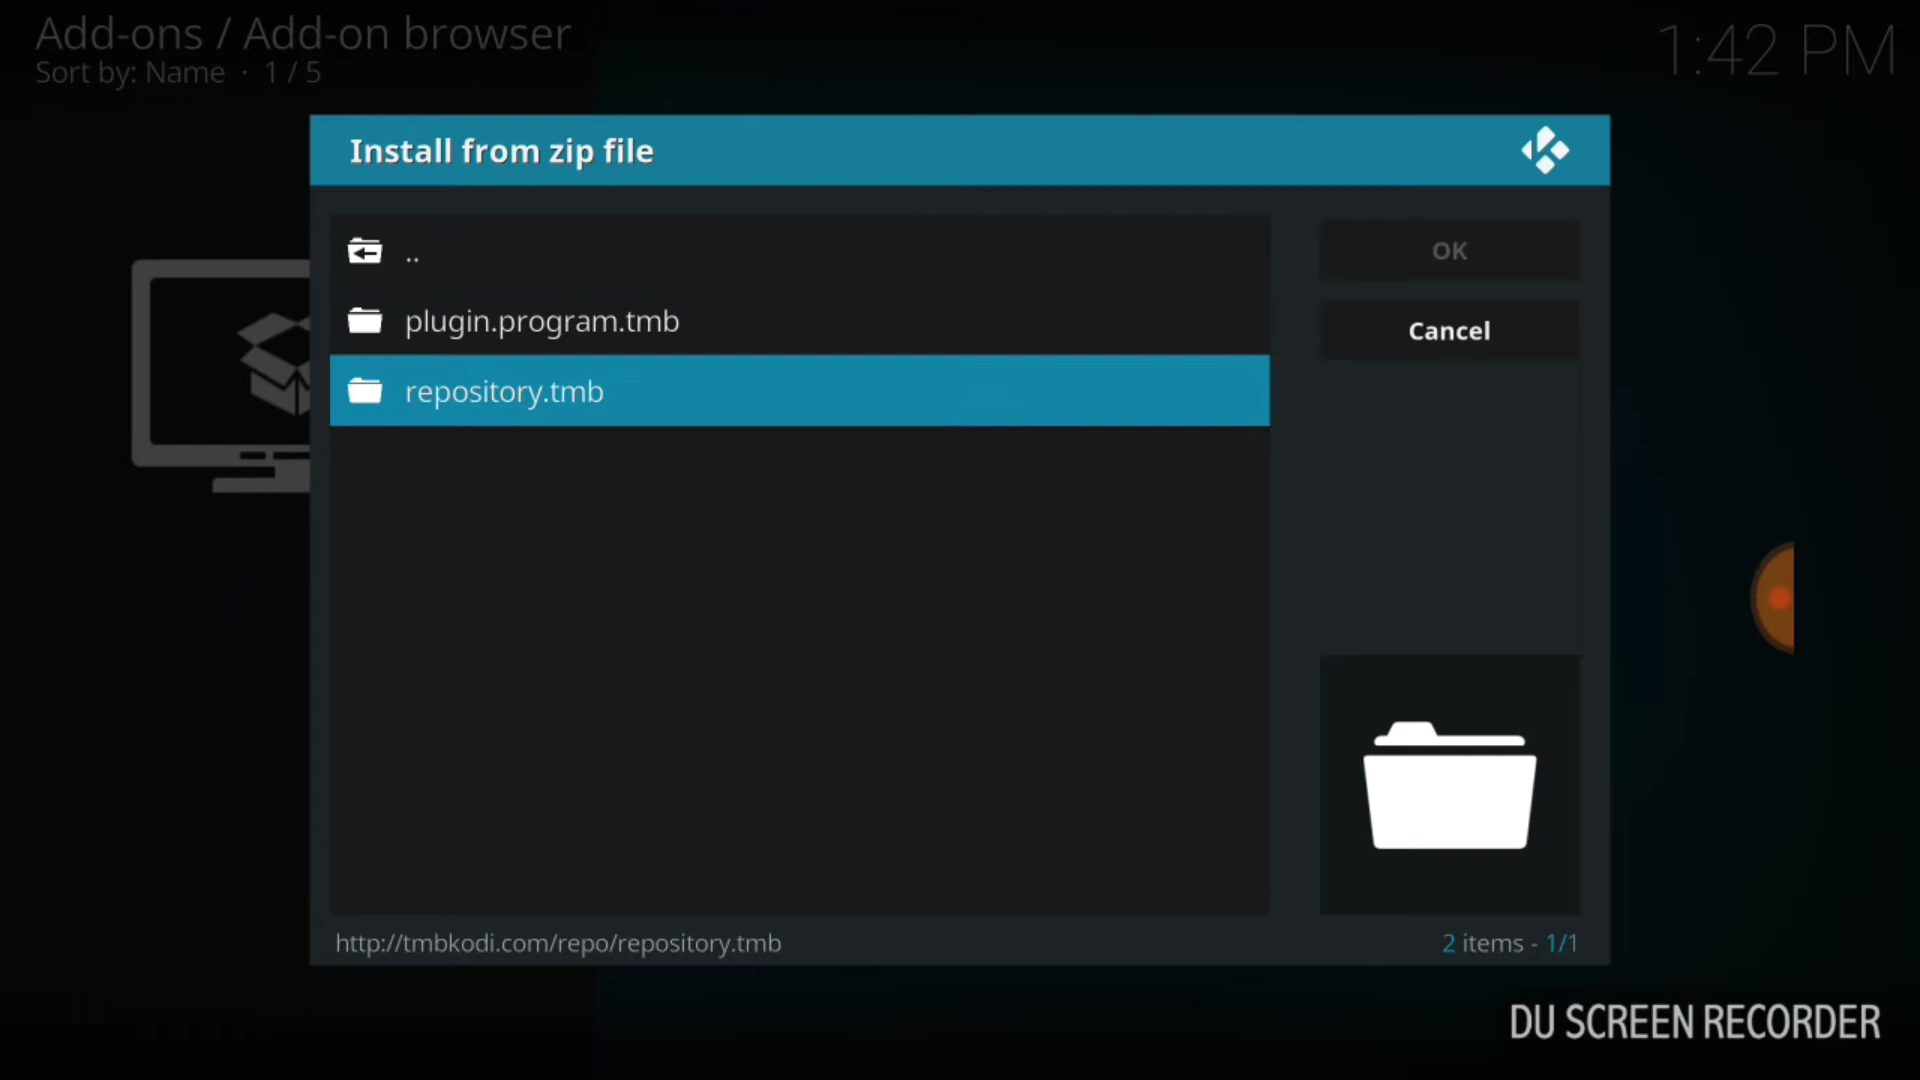 Add-ons / Add-on browser
Sort by: Name · 1 / 5
1:42 PM
Install from zip file
..
plugin.program.tmb
repository.tmb
OK
Cancel
http://tmbkodi.com/repo/repository.tmb
2 items - 1/1
DU SCREEN RECORDER